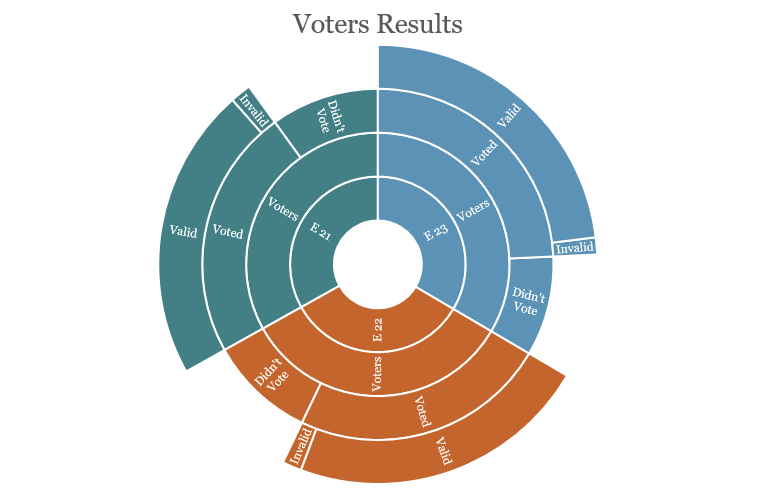 Voters Results
E 23
Voters
Voted
Valid
Invalid
Didn't
Vote
E 22
Voters
Voted
Valid
Invalid
Didn't
Vote
E 21
Voters
Voted
Valid
Invalid
Didn't
Vote